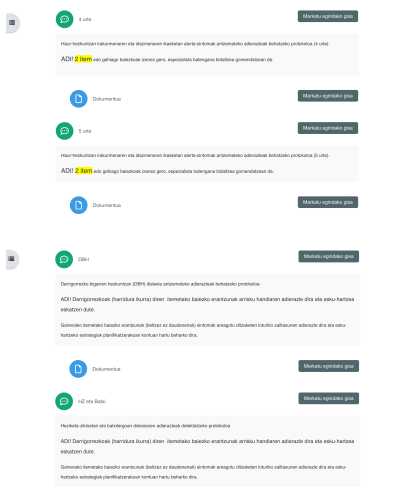 4 urte
Markatu egindako gisa
Haur-hezkuntzan irakurmenaren eta idazmenaren ikasketan alerta-sintomak antzemateko adierazleak behatzeko protokoloa (4 urte).
ADI! 2 item edo gehiago baiezkoak izanez gero, espezialista batengana bidaltzea gomendatzean da.
Dokumentua
Markatu egindako gisa
5 urte
Markatu egindako gisa
Haur-hezkuntzan irakurmenaren eta idazmenaren ikasketan alerta-sintomak antzemateko adierazleak behatzeko protokoloa (5 urte).
ADI! 2 item edo gehiago baiezkoak izanez gero, espezialista batengana bidaltzea gomendatzean da.
Dokumentua
Markatu egindako gisa
DBH
Markatu egindako gisa
Derrigorrezko bigarren hezkuntzan (DBH) dislexia antzemateko adierazleak behatzeko protokoloa
ADI! Derrigorrezkoak (harridura ikurra) diren itemetako baiezko erantzunak arrisku handiaren adierazle dira eta esku-hartzea
eskatzen dute.
Gainerako itemetako baiezko erantzunak (beltzez ez daudenenak) sintomak areagotu ditzaketen loturiko zailtasunen adierazle dira eta esku-
hartzeko estrategiak planifikatzerakoan kontuan hartu beharko dira.
Dokumentua
Markatu egindako gisa
HZ eta Batxi
Markatu egindako gisa
Heziketa-zikloetan eta batxilergoan dislexiaren adierazleak detektatzeko protokoloa
ADI! Derrigorrezkoak (harridura ikurra) diren itemetako baiezko erantzunak arrisku handiaren adierazle dira eta esku-hartzea
eskatzen dute.
Gainerako itemetako baiezko erantzunak (beltzez ez daudenenak) sintomak areagotu ditzaketen loturiko zailtasunen adierazle dira eta esku-
hartzeko estrategiak planifikatzerakoan kontuan hartu beharko dira.